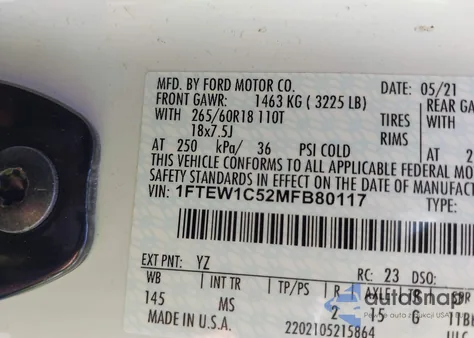 MFD. BY FORD MOTOR CO. DATE: 05/21
FRONT GAWR: 1463 KG ( 3225 LB) REAR GA
WITH 265/60R18 110T TIRES WITH
18x7.5J RIMS
AT 250 kPa/ 36 PSI COLD AT 2
THIS VEHICLE CONFORMS TO ALL APPLICABLE FEDERAL MO
SAFETY STANDARDS IN EFFECT ON THE DATE OF MANUFAC
VIN: 1FTEW1C52MFB80117 TYPE:
EXT PNT: YZ RC: 23 DSO:
WB INT TR TP/PS R AXLE
145 MS 2 15 G 11B
MADE IN U.S.A. 2202105215864
autoSnap